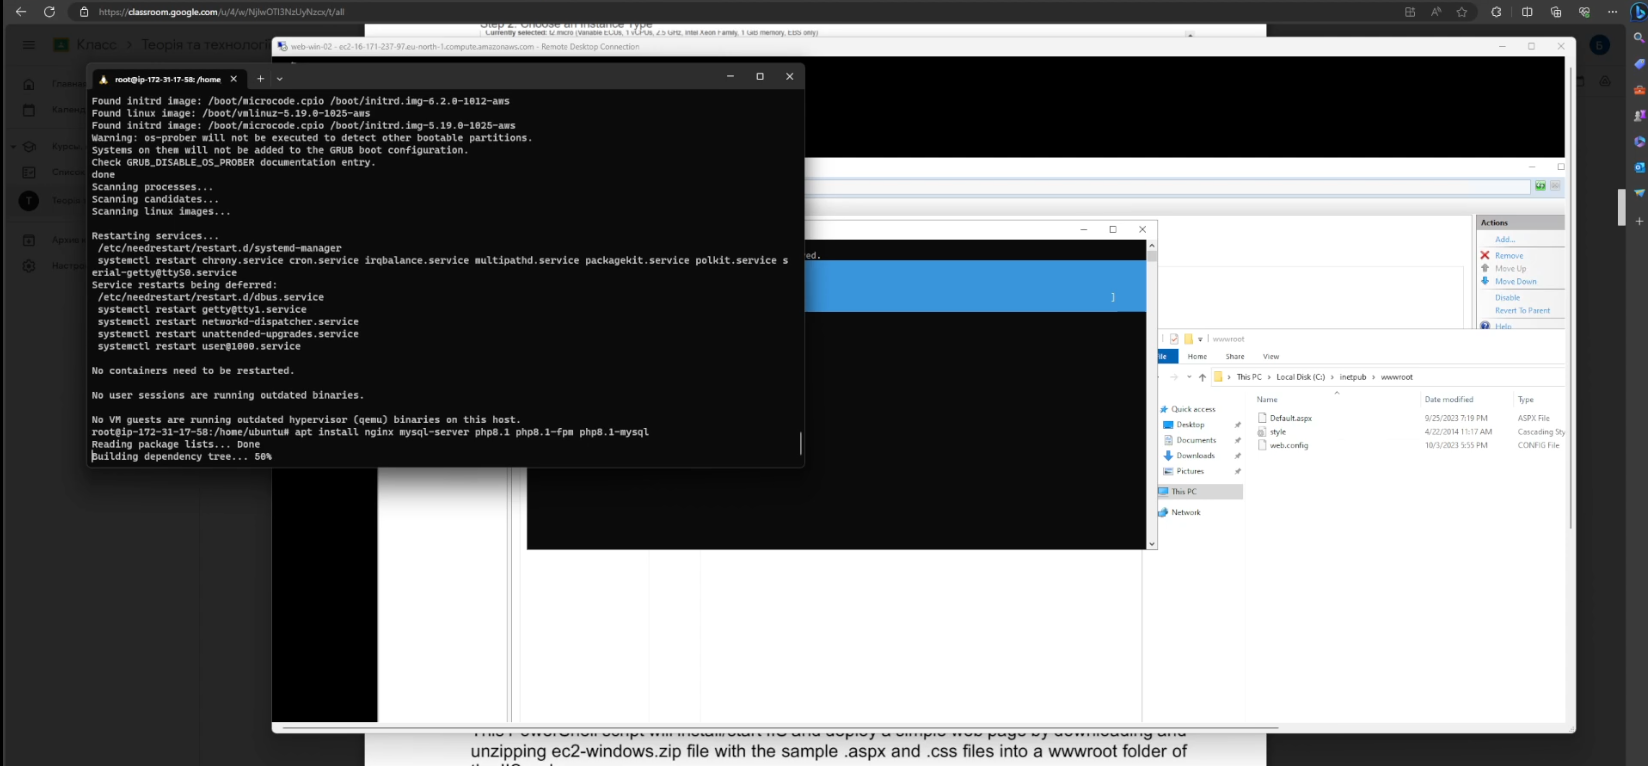 https://classroom.google.com/u/4/w/NjIwOTI3NzUyNzcx/t/all
Step 2: Choose an Instance Type
Класс > Теорія та технологі
Currently selected: t2.micro (Variable ECUs, 1 vCPUs, 2.5 GHz, Intel Xeon Family, 1 GiB memory, EBS only)
web-win-02 - ec2-16-171-237-97.eu-north-1.compute.amazonaws.com - Remote Desktop Connection
root@ip-172-31-17-58: /home
Found initrd image: /boot/microcode.cpio /boot/initrd.img-6.2.0-1012-aws
Found linux image: /boot/vmlinuz-5.19.0-1025-aws
Found initrd image: /boot/microcode.cpio /boot/initrd.img-5.19.0-1025-aws
Warning: os-prober will not be executed to detect other bootable partitions.
Systems on them will not be added to the GRUB boot configuration.
Check GRUB_DISABLE_OS_PROBER documentation entry.
done
Scanning processes...
Scanning candidates...
Scanning linux images...
Restarting services...
/etc/needrestart/restart.d/systemd-manager
systemctl restart chrony.service cron.service irqbalance.service multipathd.service packagekit.service polkit.service s
erial-getty@ttyS0.service
Service restarts being deferred:
/etc/needrestart/restart.d/dbus.service
systemctl restart getty@tty1.service
systemctl restart networkd-dispatcher.service
systemctl restart unattended-upgrades.service
systemctl restart user@1000.service
No containers need to be restarted.
No user sessions are running outdated binaries.
No VM guests are running outdated hypervisor (qemu) binaries on this host.
root@ip-172-31-17-58:/home/ubuntu# apt install nginx mysql-server php8.1 php8.1-fpm php8.1-mysql
Reading package lists... Done
Building dependency tree... 50%
ed.
]
Actions
Add...
Remove
Move Up
Move Down
Disable
Revert To Parent
Help
wwwroot
Home Share View
This PC > Local Disk (C:) > inetpub > wwwroot
Name Date modified Type
Quick access
Desktop
Documents
Downloads
Pictures
This PC
Network
Default.aspx 9/25/2023 7:19 PM ASPX File
style 4/22/2014 11:17 AM Cascading Sty
web.config 10/3/2023 5:55 PM CONFIG File
This PowerShell script will install/start IIS and deploy a simple web page by downloading and
unzipping ec2-windows.zip file with the sample .aspx and .css files into a wwwroot folder of